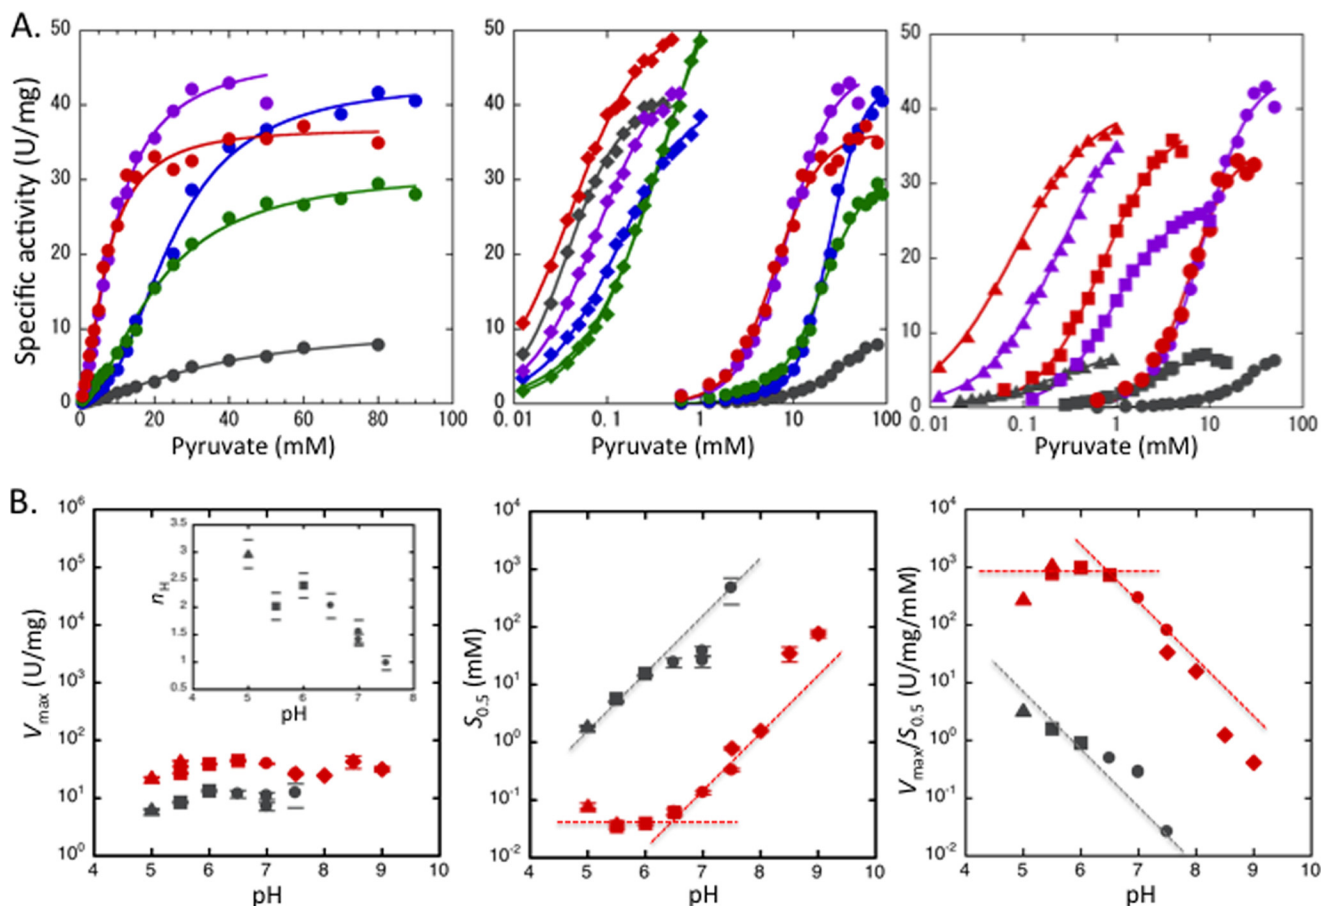 A.
Specific activity (U/mg)
50
40
30
20
10
0
0 20 40 60 80 100
Pyruvate (mM)
50
40
30
20
10
0
0.01 0.1 1 10 100
Pyruvate (mM)
50
40
30
20
10
0
0.01 0.1 1 10 100
Pyruvate (mM)
B.
Vmax (U/mg)
10^6
10^5
10^4
10^3
10^2
10^1
10^0
4 5 6 7 8 9 10
pH
nH
3.5
3
2.5
2
1.5
1
0.5
4 5 6 7 8
pH
S0.5 (mM)
10^4
10^3
10^2
10^1
10^0
10^-1
10^-2
4 5 6 7 8 9 10
pH
Vmax/S0.5 (U/mg/mM)
10^4
10^3
10^2
10^1
10^0
10^-1
10^-2
4 5 6 7 8 9 10
pH